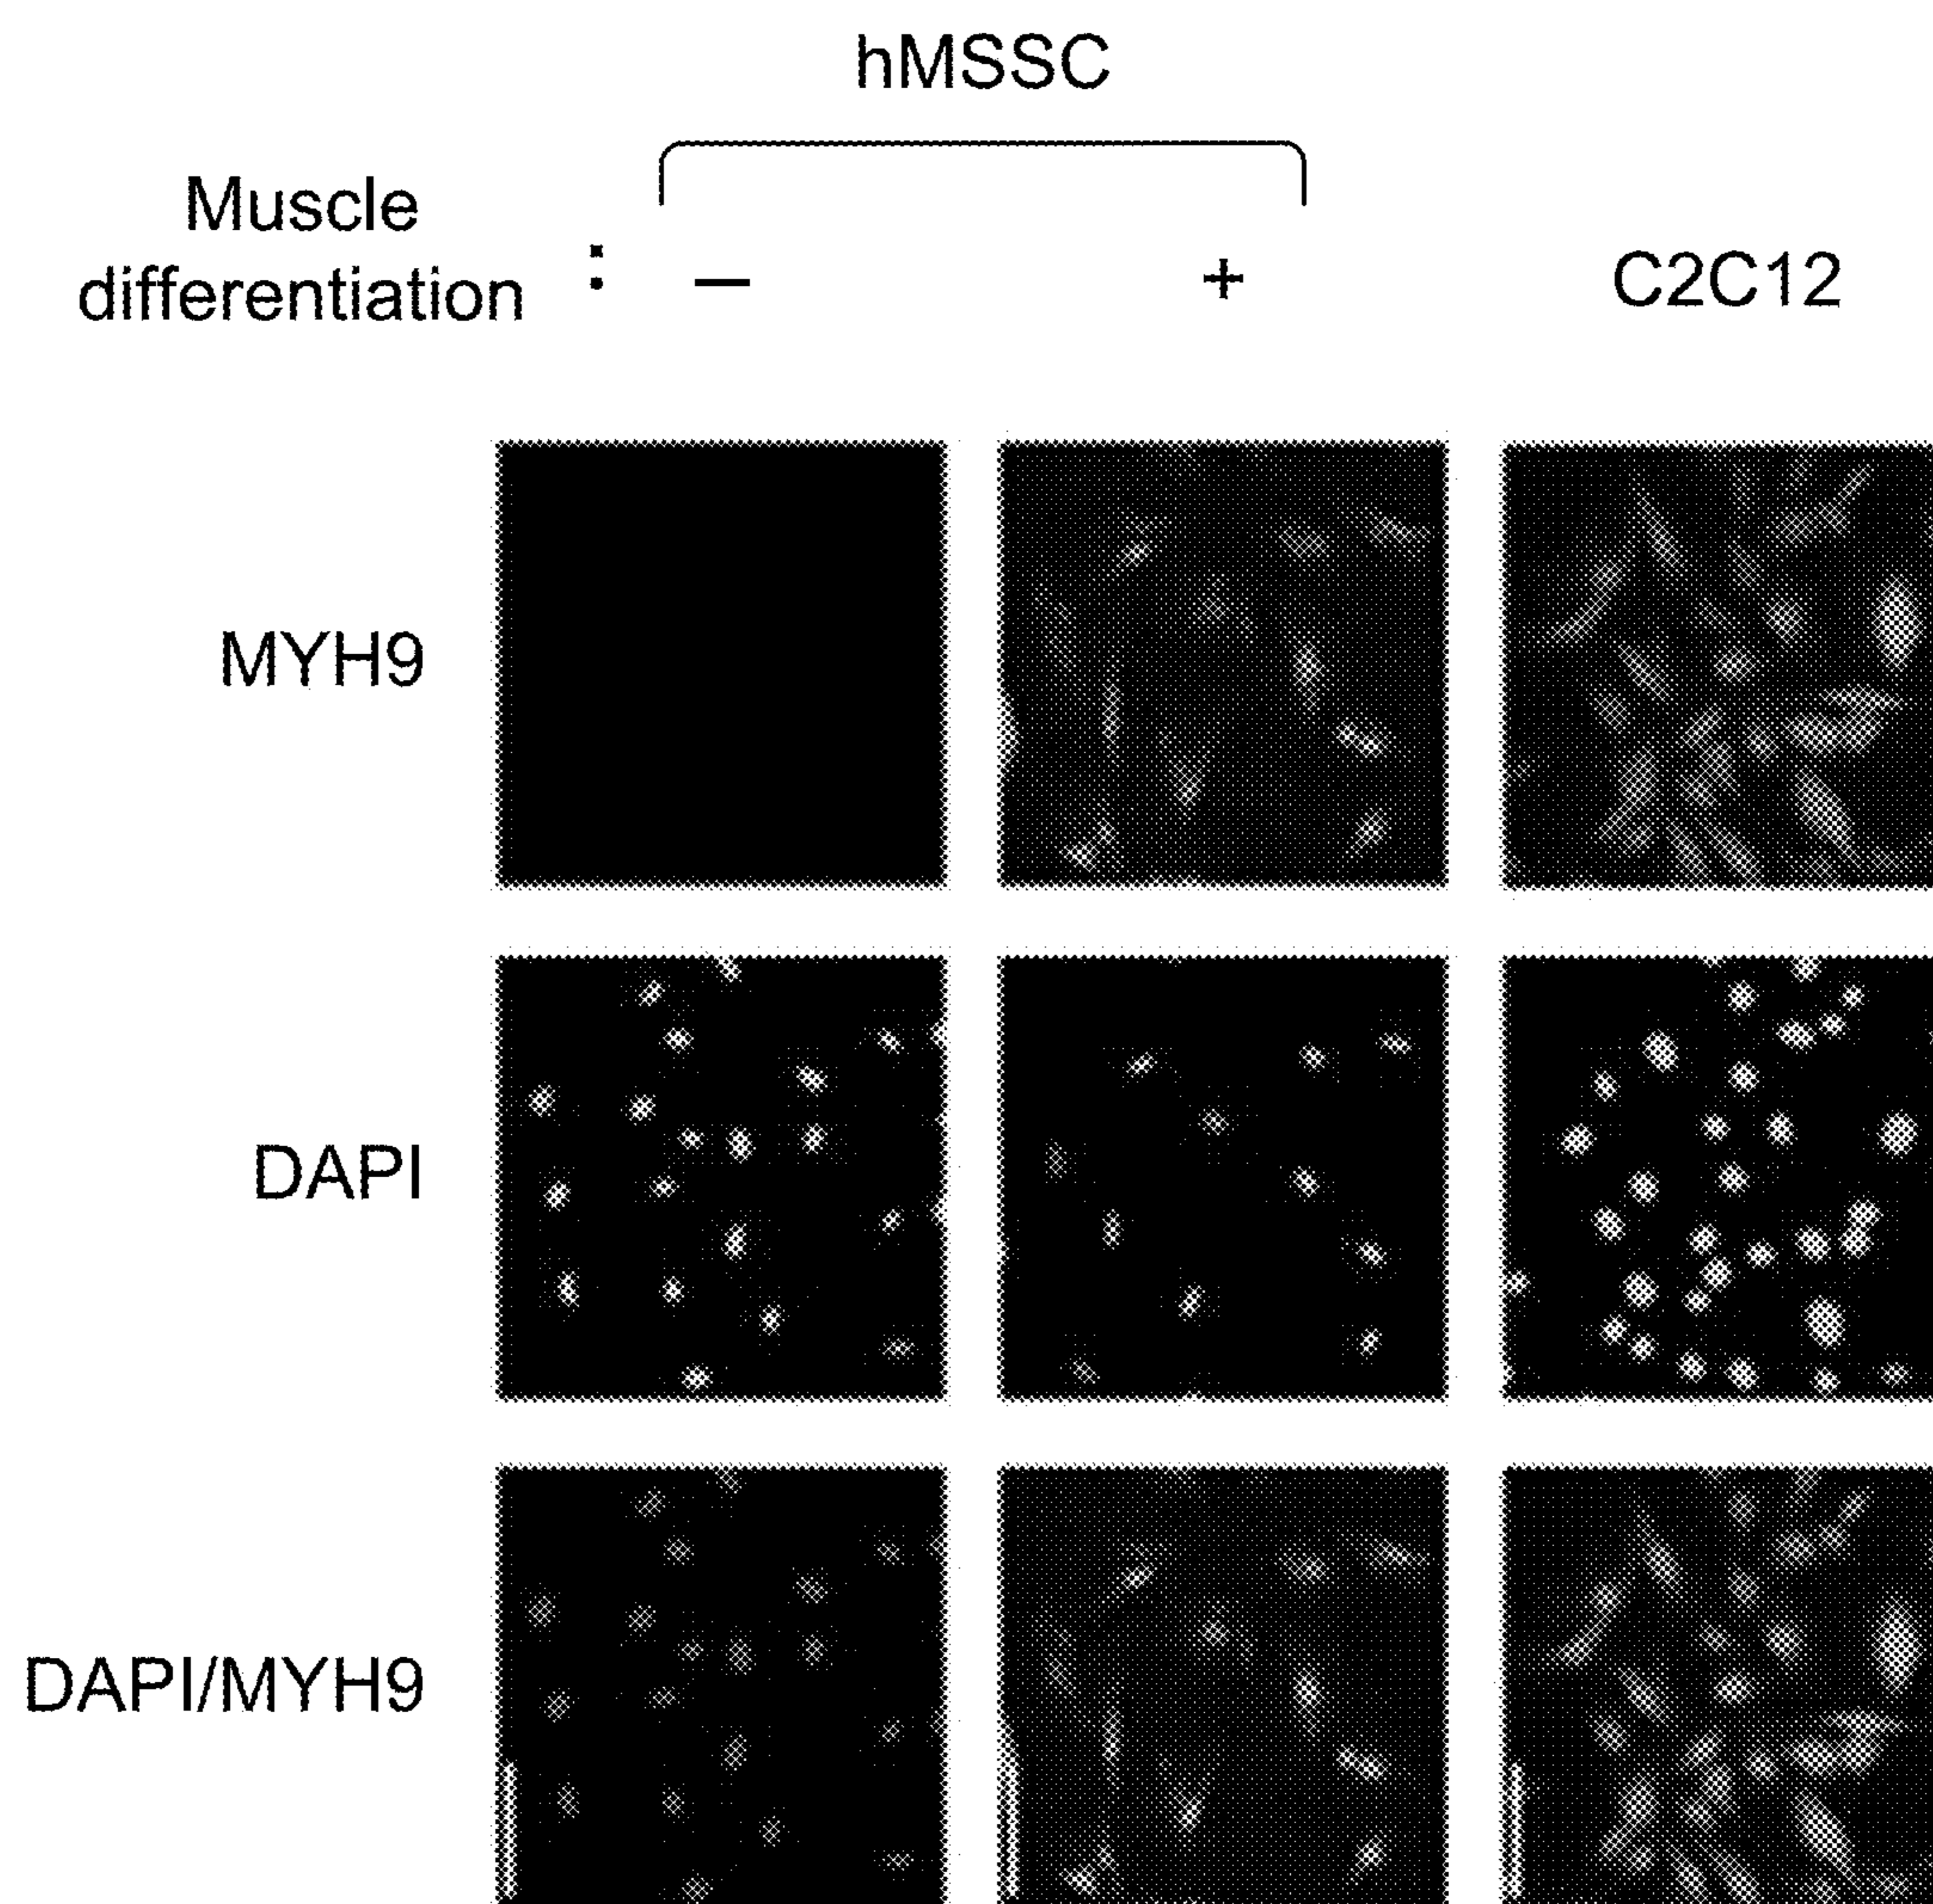 hMSSC
Muscle
differentiation : − + C2C12
MYH9
DAPI
DAPI/MYH9